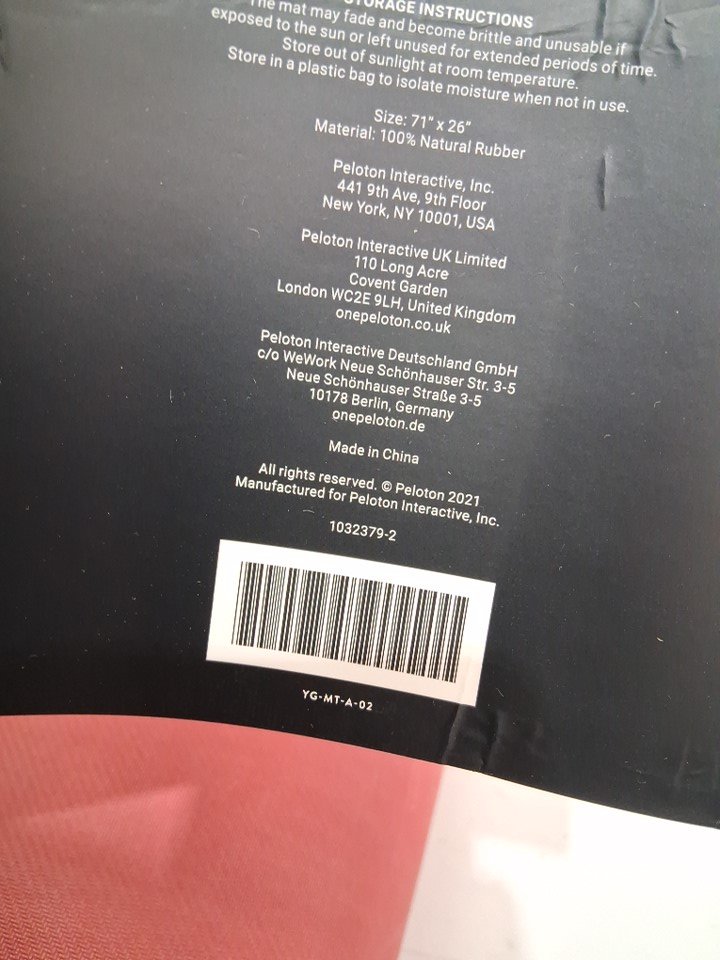 STORAGE INSTRUCTIONS
The mat may fade and become brittle and unusable if
exposed to the sun or left unused for extended periods of time.
Store out of sunlight at room temperature.
Store in a plastic bag to isolate moisture when not in use.
Size: 71" x 26"
Material: 100% Natural Rubber
Peloton Interactive, Inc.
441 9th Ave, 9th Floor
New York, NY 10001, USA
Peloton Interactive UK Limited
110 Long Acre
Covent Garden
London WC2E 9LH, United Kingdom
onepeloton.co.uk
Peloton Interactive Deutschland GmbH
c/o WeWork Neue Schönhauser Str. 3-5
Neue Schönhauser Straße 3-5
10178 Berlin, Germany
onepeloton.de
Made in China
All rights reserved. © Peloton 2021
Manufactured for Peloton Interactive, Inc.
1032379-2
YG-MT-A-02